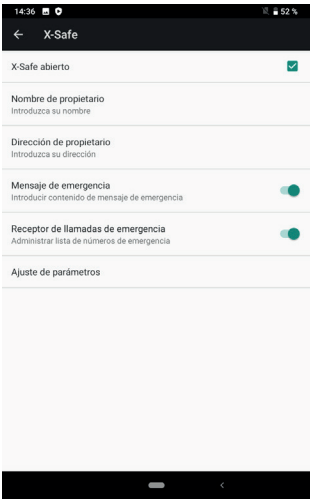 14:36
52 %
X-Safe
X-Safe abierto
Nombre de propietario
Introduzca su nombre
Dirección de propietario
Introduzca su dirección
Mensaje de emergencia
Introducir contenido de mensaje de emergencia
Receptor de llamadas de emergencia
Administrar lista de números de emergencia
Ajuste de parámetros